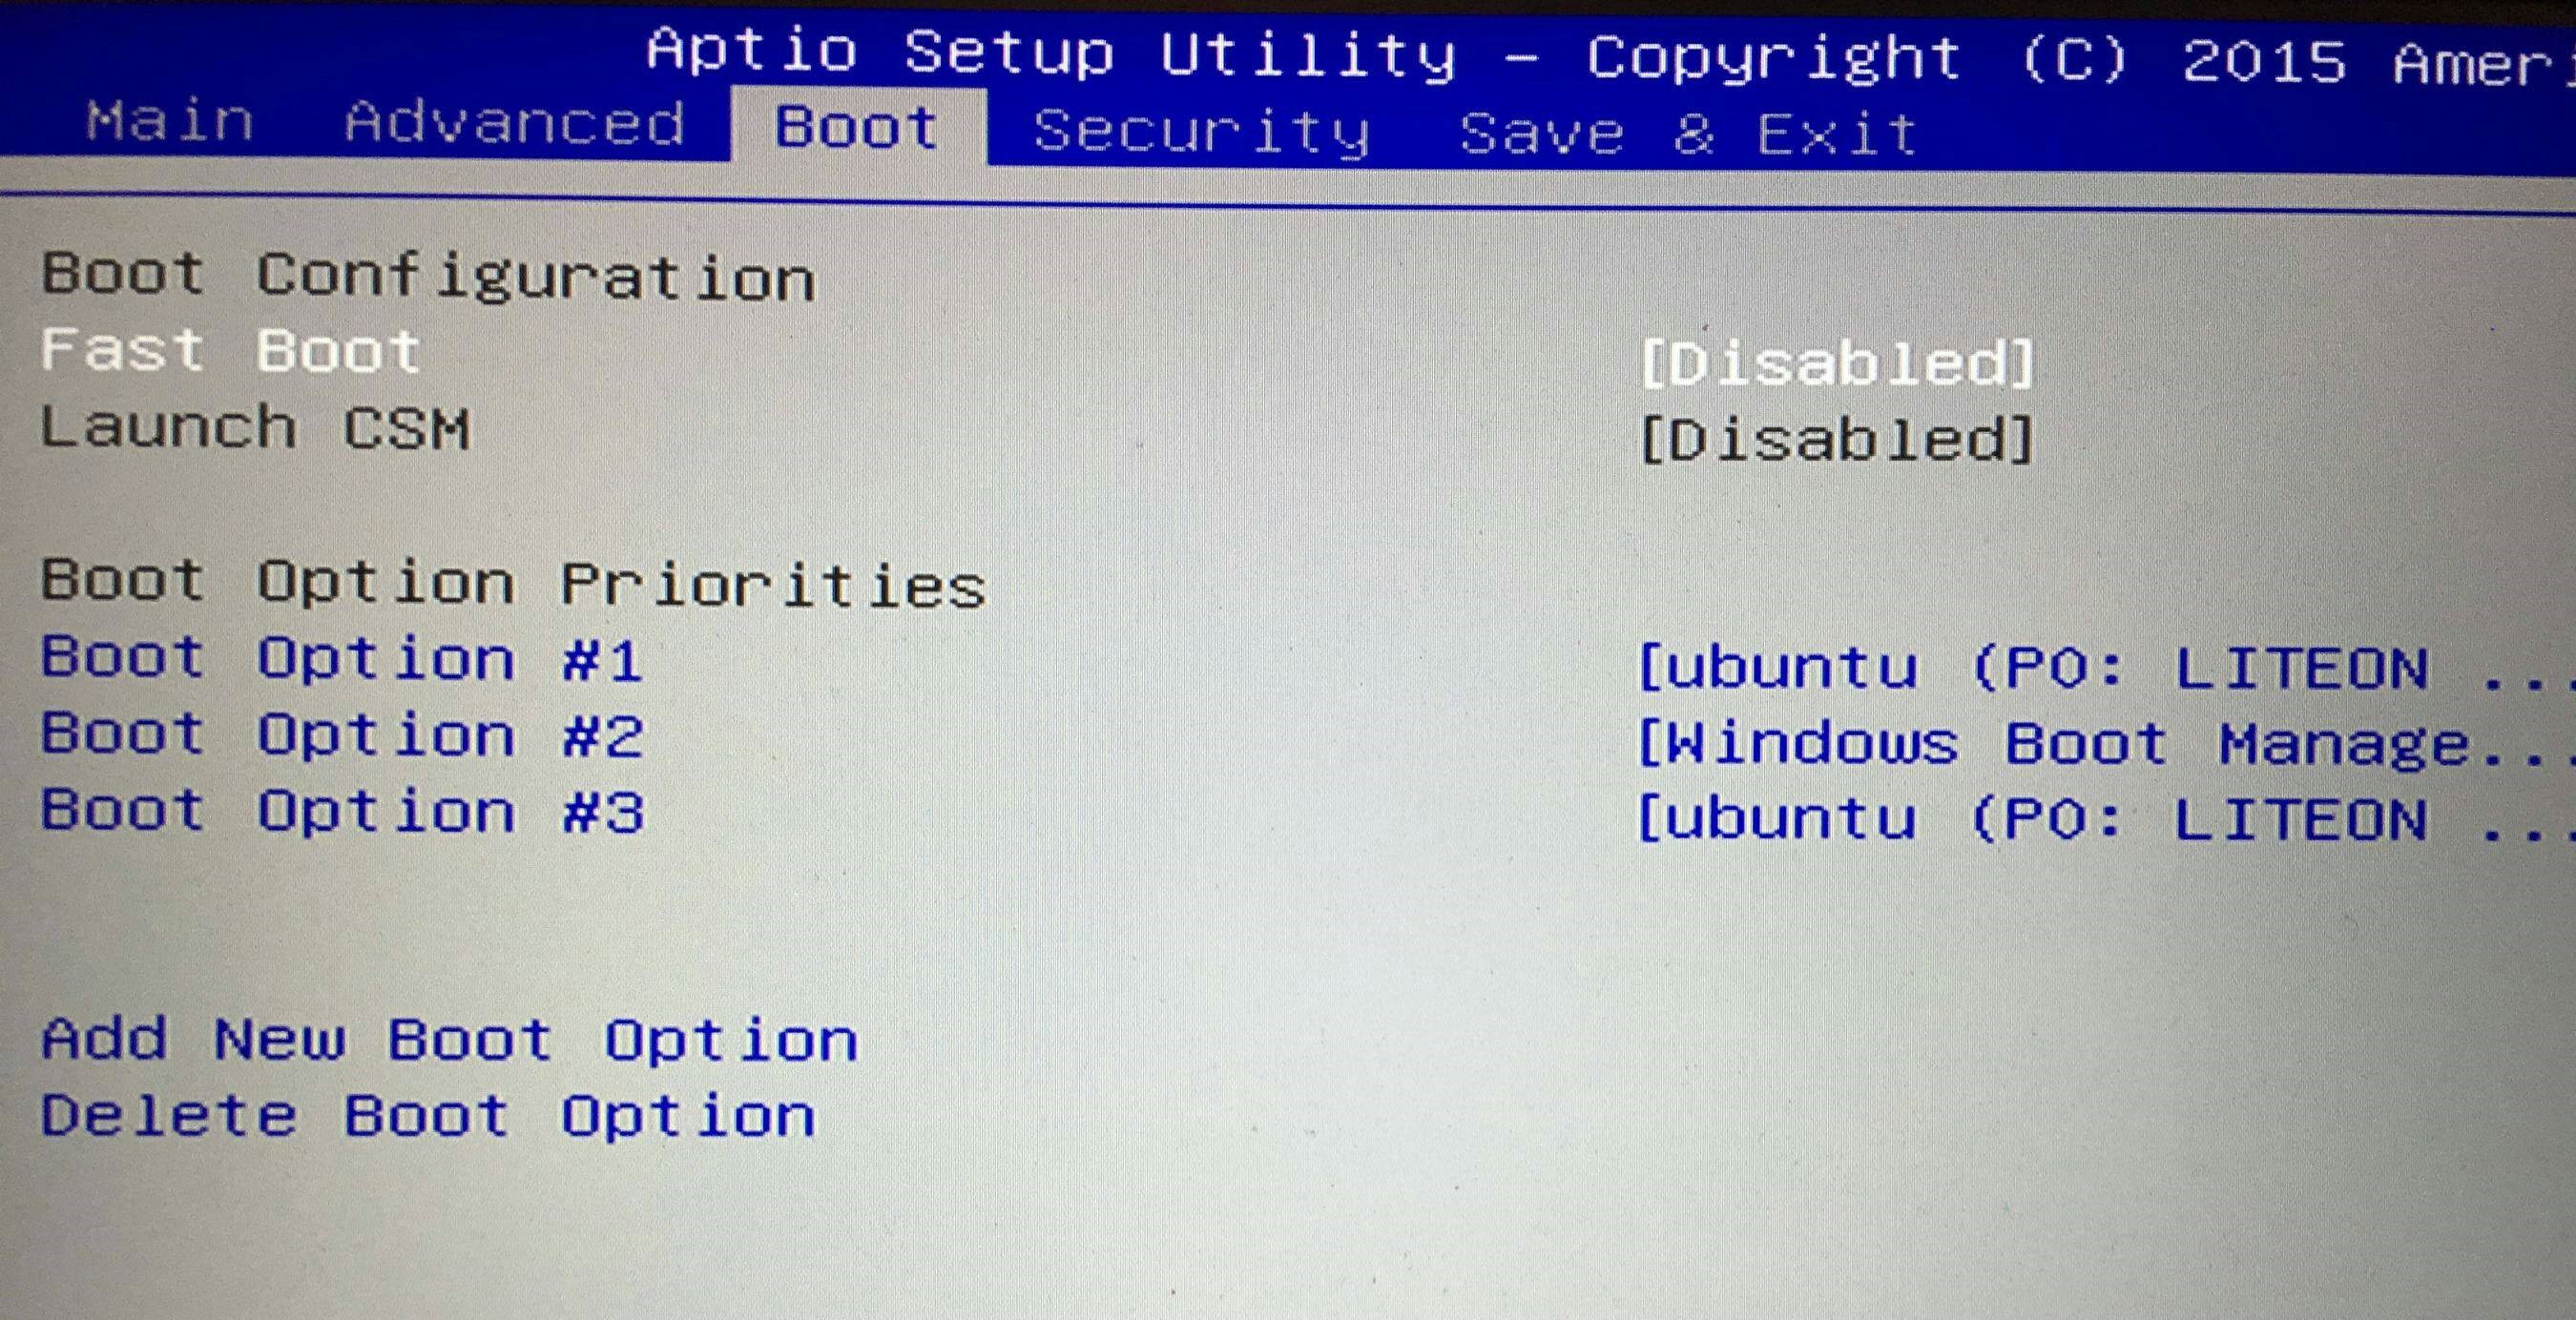 Aptio Setup Utility – Copyright (C) 2015 Ameri
Main Advanced Boot Security Save & Exit
Boot Configuration
Fast Boot [Disabled]
Launch CSM [Disabled]
Boot Option Priorities
Boot Option #1 [ubuntu (P0: LITEON ...
Boot Option #2 [Windows Boot Manage...
Boot Option #3 [ubuntu (P0: LITEON ...
Add New Boot Option
Delete Boot Option